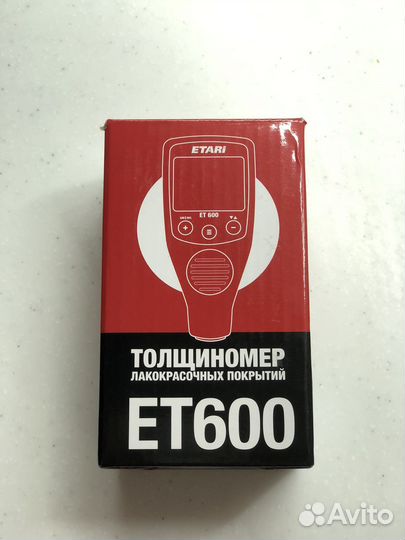 ETARI
ET 600
ТОЛЩИНОМЕР
ЛАКОКРАСОЧНЫХ ПОКРЫТИЙ
ET600
Avito